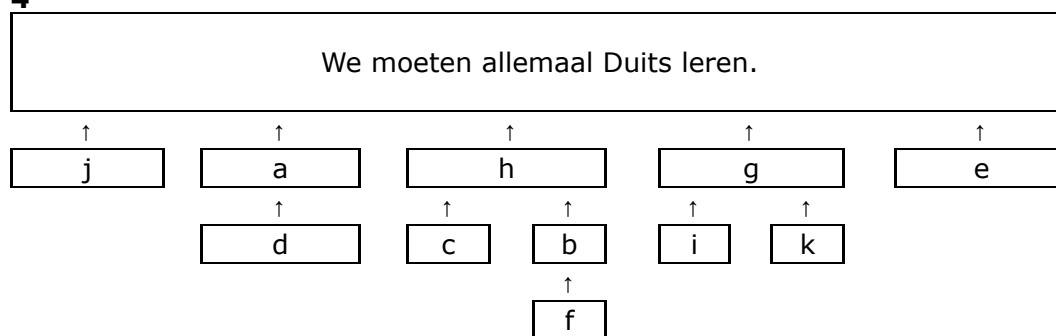 4
We moeten allemaal Duits leren.
↑ ↑ ↑ ↑ ↑
j a h g e
↑ ↑ ↑ ↑ ↑
d c b i k
↑
f